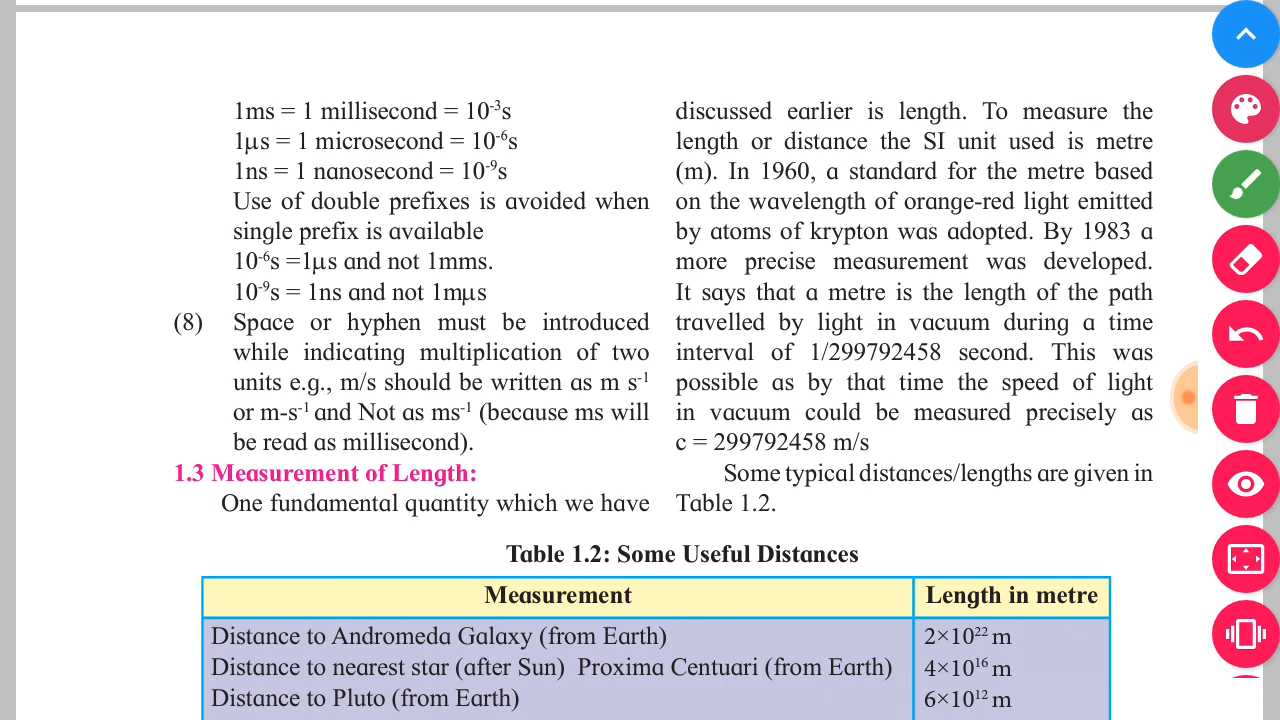 1ms = 1 millisecond = 10⁻³s
1μs = 1 microsecond = 10⁻⁶s
1ns = 1 nanosecond = 10⁻⁹s
Use of double prefixes is avoided when
single prefix is available
10⁻⁶s =1μs and not 1mms.
10⁻⁹s = 1ns and not 1mμs
(8) Space or hyphen must be introduced
while indicating multiplication of two
units e.g., m/s should be written as m s⁻¹
or m-s⁻¹ and Not as ms⁻¹ (because ms will
be read as millisecond).
1.3 Measurement of Length:
One fundamental quantity which we have
discussed earlier is length. To measure the
length or distance the SI unit used is metre
(m). In 1960, a standard for the metre based
on the wavelength of orange-red light emitted
by atoms of krypton was adopted. By 1983 a
more precise measurement was developed.
It says that a metre is the length of the path
travelled by light in vacuum during a time
interval of 1/299792458 second. This was
possible as by that time the speed of light
in vacuum could be measured precisely as
c = 299792458 m/s
Some typical distances/lengths are given in
Table 1.2.
Table 1.2: Some Useful Distances
Measurement Length in metre
Distance to Andromeda Galaxy (from Earth) 2×10²² m
Distance to nearest star (after Sun) Proxima Centuari (from Earth) 4×10¹⁶ m
Distance to Pluto (from Earth) 6×10¹² m